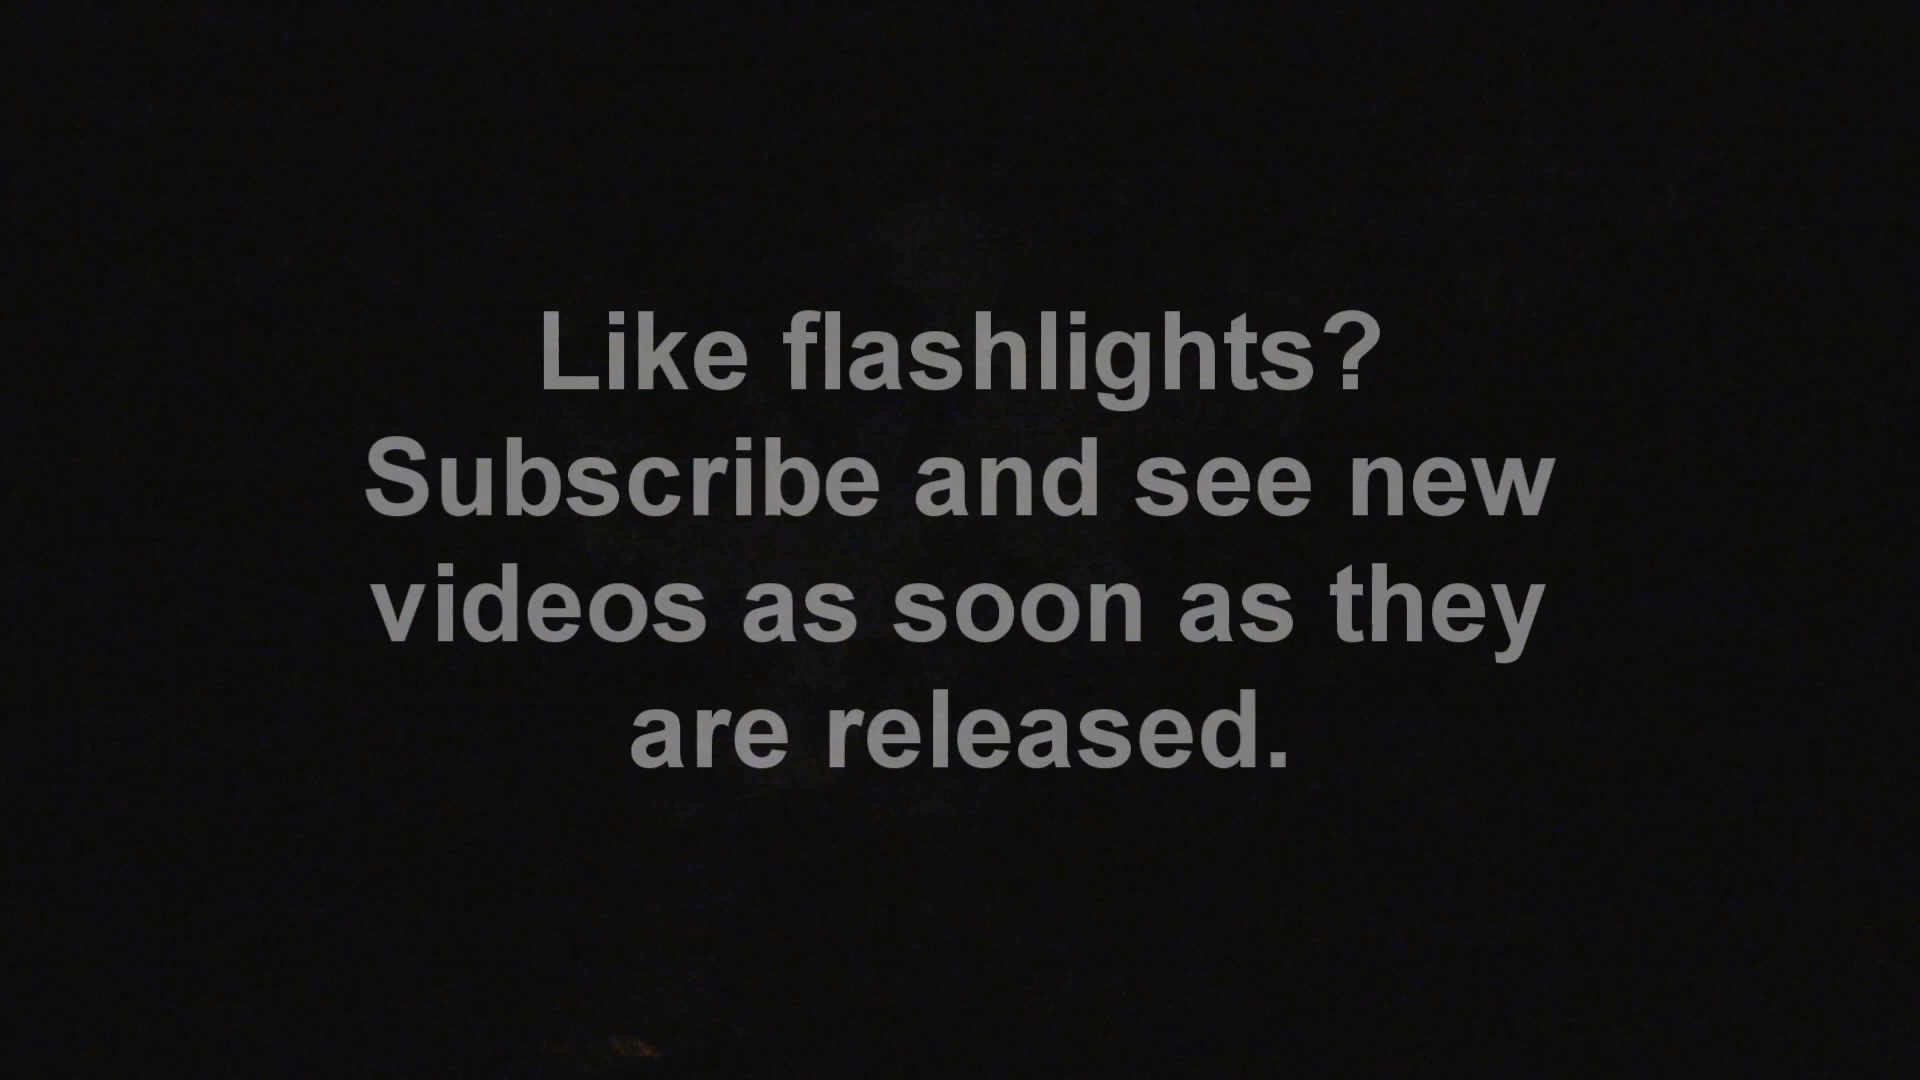 Like flashlights?
Subscribe and see new
videos as soon as they
are released.